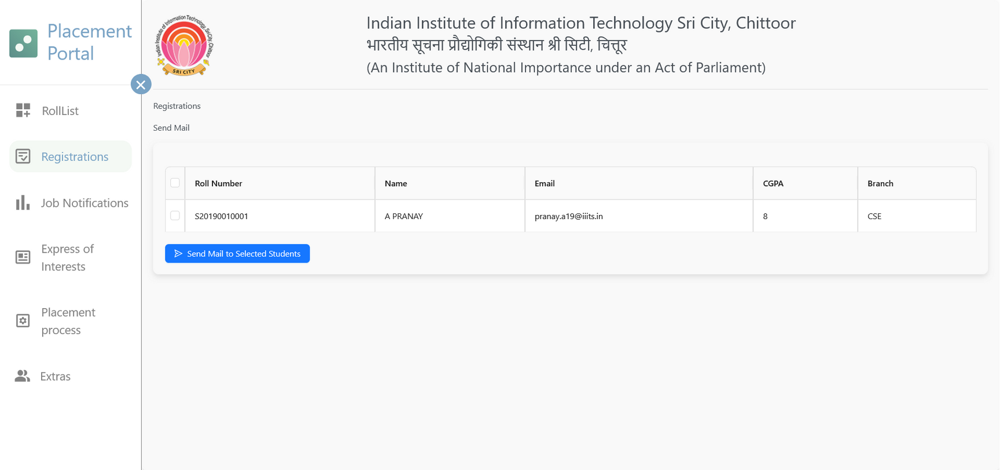 Placement
Portal
RollList
Registrations
Job Notifications
Express of
Interests
Placement
process
Extras
Indian Institute of Information Technology, Sri City, Chittoor
SRI CITY
Indian Institute of Information Technology Sri City, Chittoor
भारतीय सूचना प्रौद्योगिकी संस्थान श्री सिटी, चित्तूर
(An Institute of National Importance under an Act of Parliament)
Registrations
Send Mail
Roll Number Name Email CGPA Branch
S20190010001 A PRANAY pranay.a19@iiits.in 8 CSE
Send Mail to Selected Students